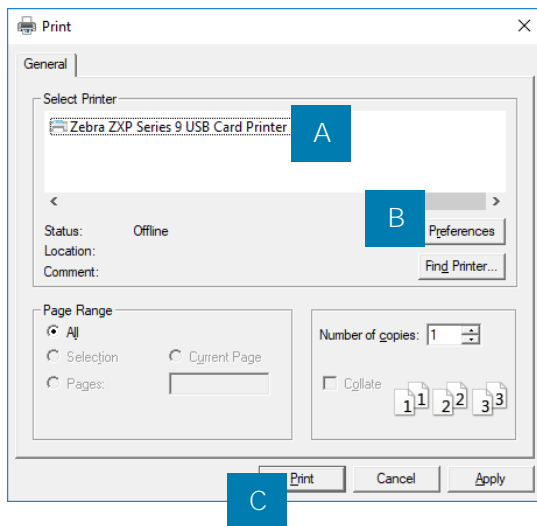 Print
General
Select Printer
Zebra ZXP Series 9 USB Card Printer
A
B
Status: Offline
Preferences
Location:
Comment:
Find Printer...
Page Range
All
Selection Current Page
Pages:
Number of copies: 1
Collate
1 1 2 2 3 3
Print Cancel Apply
C